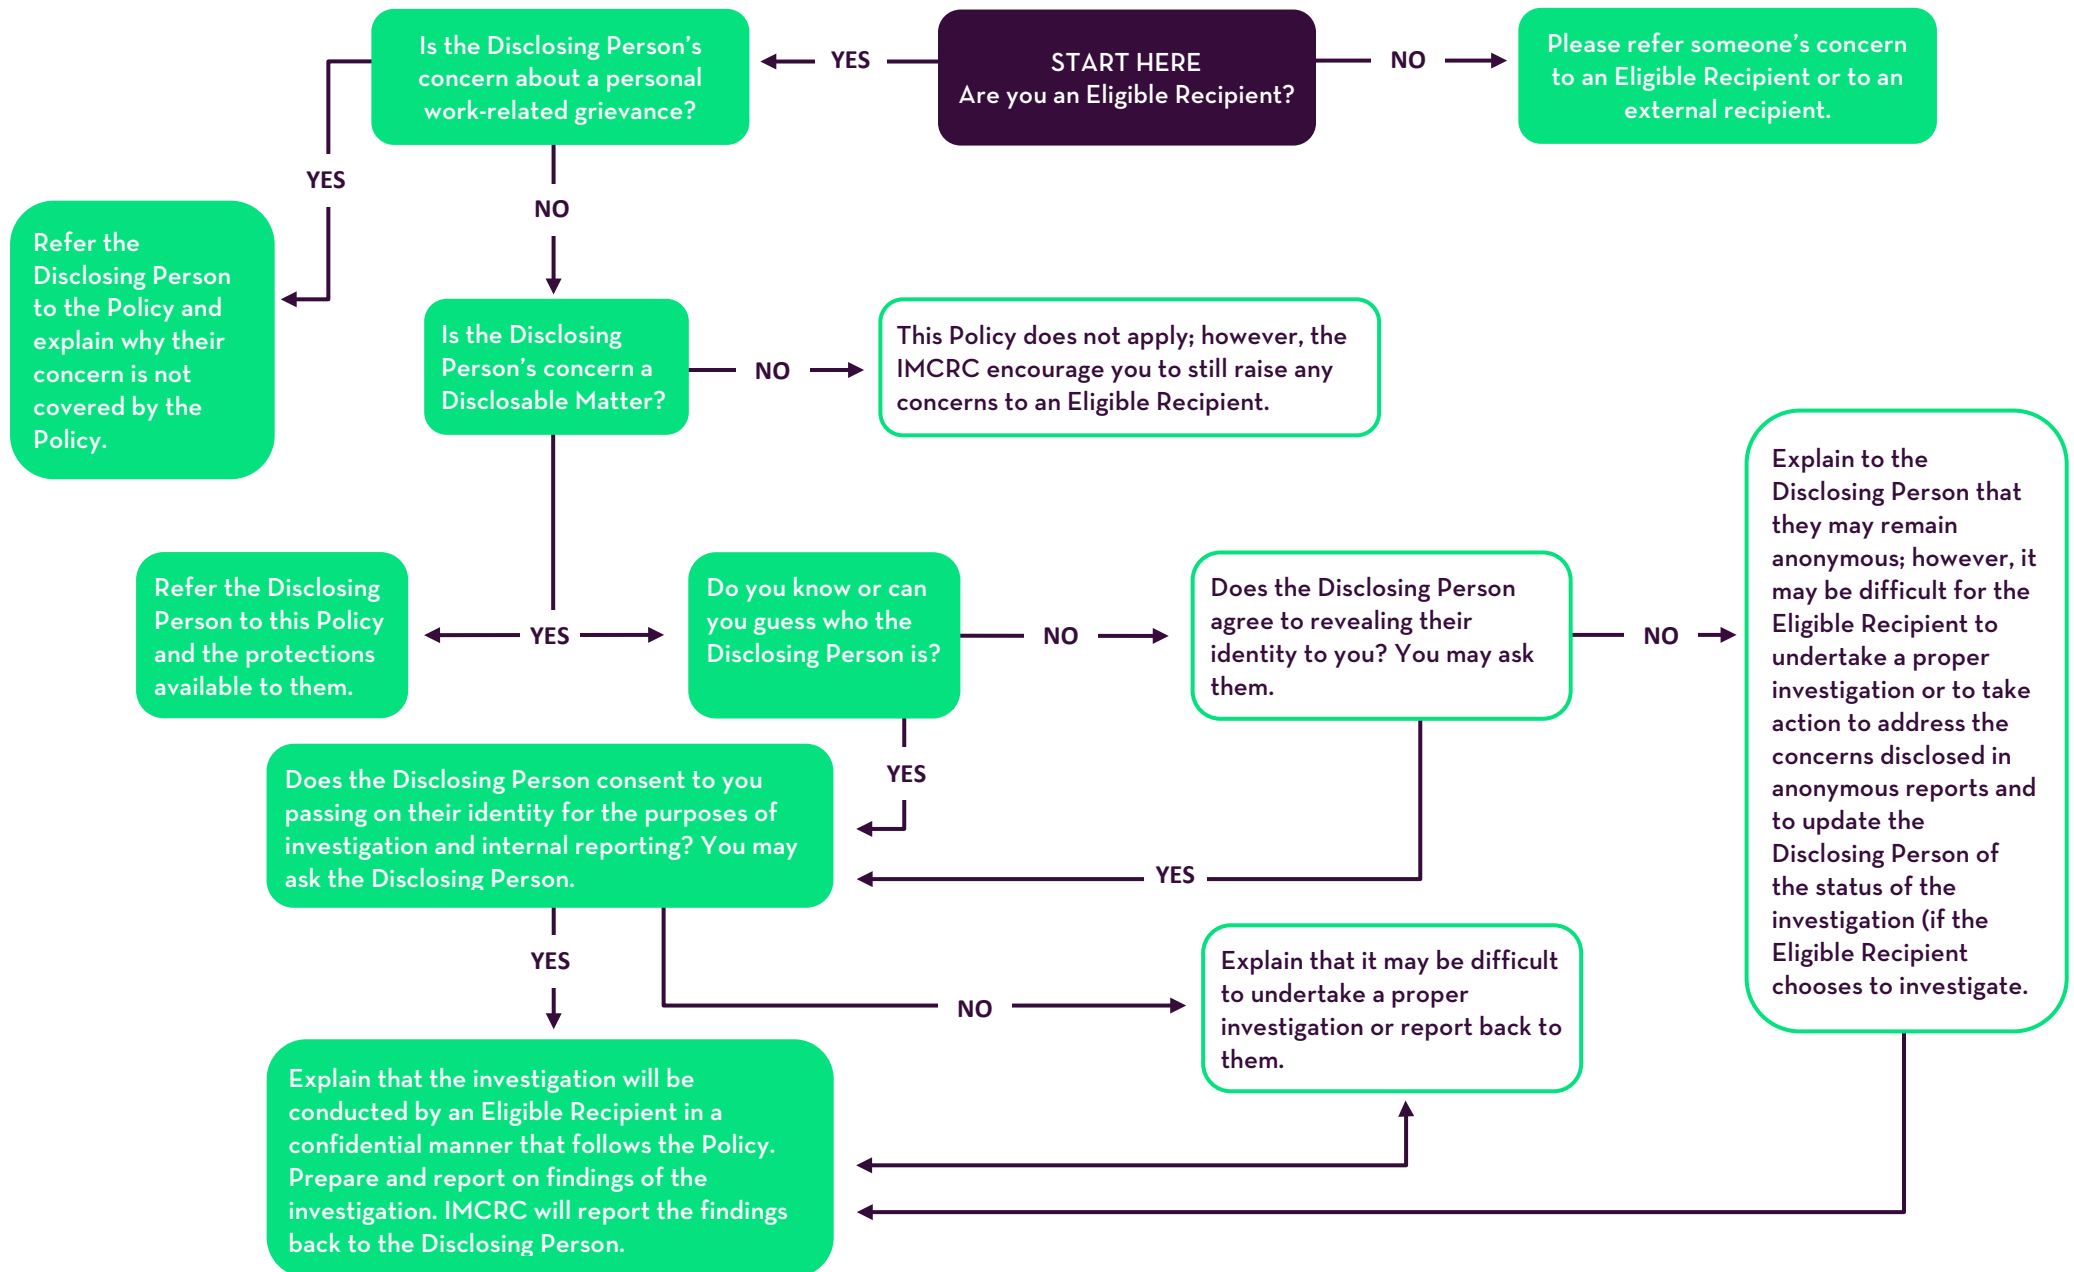 Is the Disclosing Person’s
concern about a personal
work-related grievance?
YES
START HERE
Are you an Eligible Recipient?
NO
Please refer someone’s concern
to an Eligible Recipient or to an
external recipient.
YES
NO
Refer the
Disclosing Person
to the Policy and
explain why their
concern is not
covered by the
Policy.
Is the Disclosing
Person’s concern a
Disclosable Matter?
NO
This Policy does not apply; however, the
IMCRC encourage you to still raise any
concerns to an Eligible Recipient.
Refer the Disclosing
Person to this Policy
and the protections
available to them.
YES
Do you know or can
you guess who the
Disclosing Person is?
NO
Does the Disclosing Person
agree to revealing their
identity to you? You may ask
them.
NO
Explain to the
Disclosing Person that
they may remain
anonymous; however, it
may be difficult for the
Eligible Recipient to
undertake a proper
investigation or to take
action to address the
concerns disclosed in
anonymous reports and
to update the
Disclosing Person of
the status of the
investigation (if the
Eligible Recipient
chooses to investigate.
YES
Does the Disclosing Person consent to you
passing on their identity for the purposes of
investigation and internal reporting? You may
ask the Disclosing Person.
YES
YES
NO
Explain that it may be difficult
to undertake a proper
investigation or report back to
them.
Explain that the investigation will be
conducted by an Eligible Recipient in a
confidential manner that follows the Policy.
Prepare and report on findings of the
investigation. IMCRC will report the findings
back to the Disclosing Person.